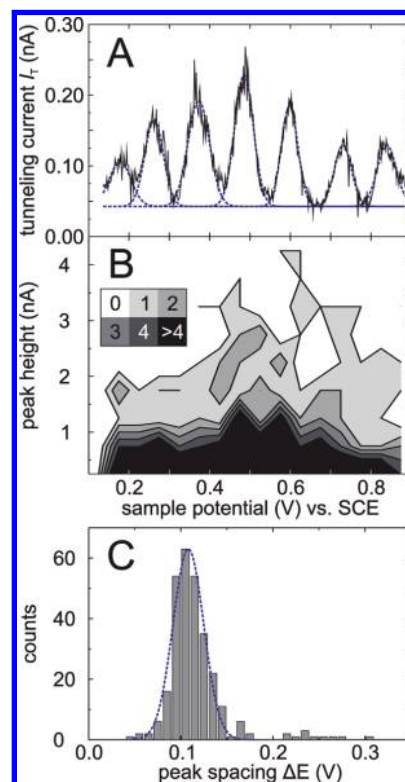 A
tunneling current I_T (nA)
0.30
0.20
0.10
0.00
B
peak height (nA)
4
3
2
1
0 1 2
3 4 >4
0.2 0.4 0.6 0.8
sample potential (V) vs. SCE
C
counts
60
40
20
0
0.0 0.1 0.2 0.3
peak spacing ΔE (V)